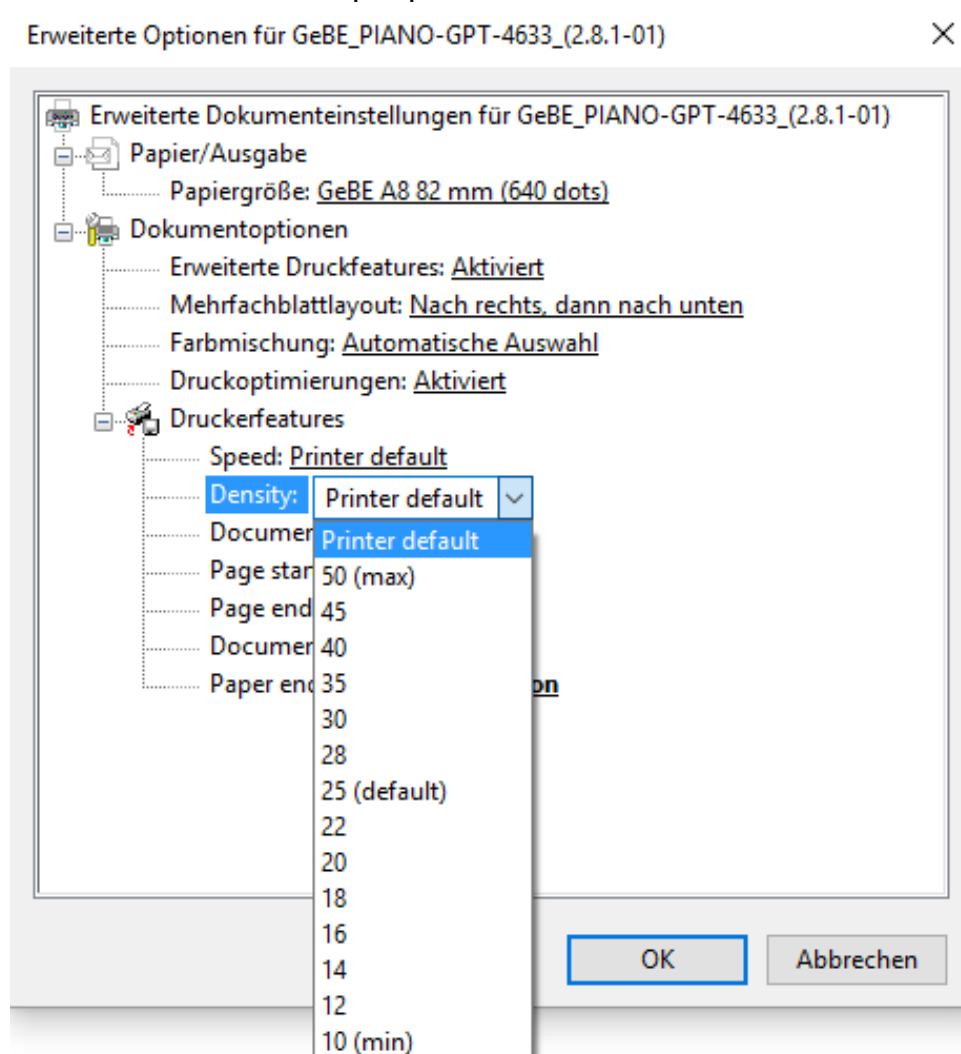 Erweiterte Optionen für GeBE_PIANO-GPT-4633_(2.8.1-01)
Erweiterte Dokumenteinstellungen für GeBE_PIANO-GPT-4633_(2.8.1-01)
Papier/Ausgabe
Papiergröße: GeBE A8 82 mm (640 dots)
Dokumentoptionen
Erweiterte Druckfeatures: Aktiviert
Mehrfachblattlayout: Nach rechts, dann nach unten
Farbmischung: Automatische Auswahl
Druckoptimierungen: Aktiviert
Druckerfeatures
Speed: Printer default
Density: Printer default
Printer default
50 (max)
45
40
35
30
28
25 (default)
22
20
18
16
14
12
10 (min)
Page end
OK
Abbrechen